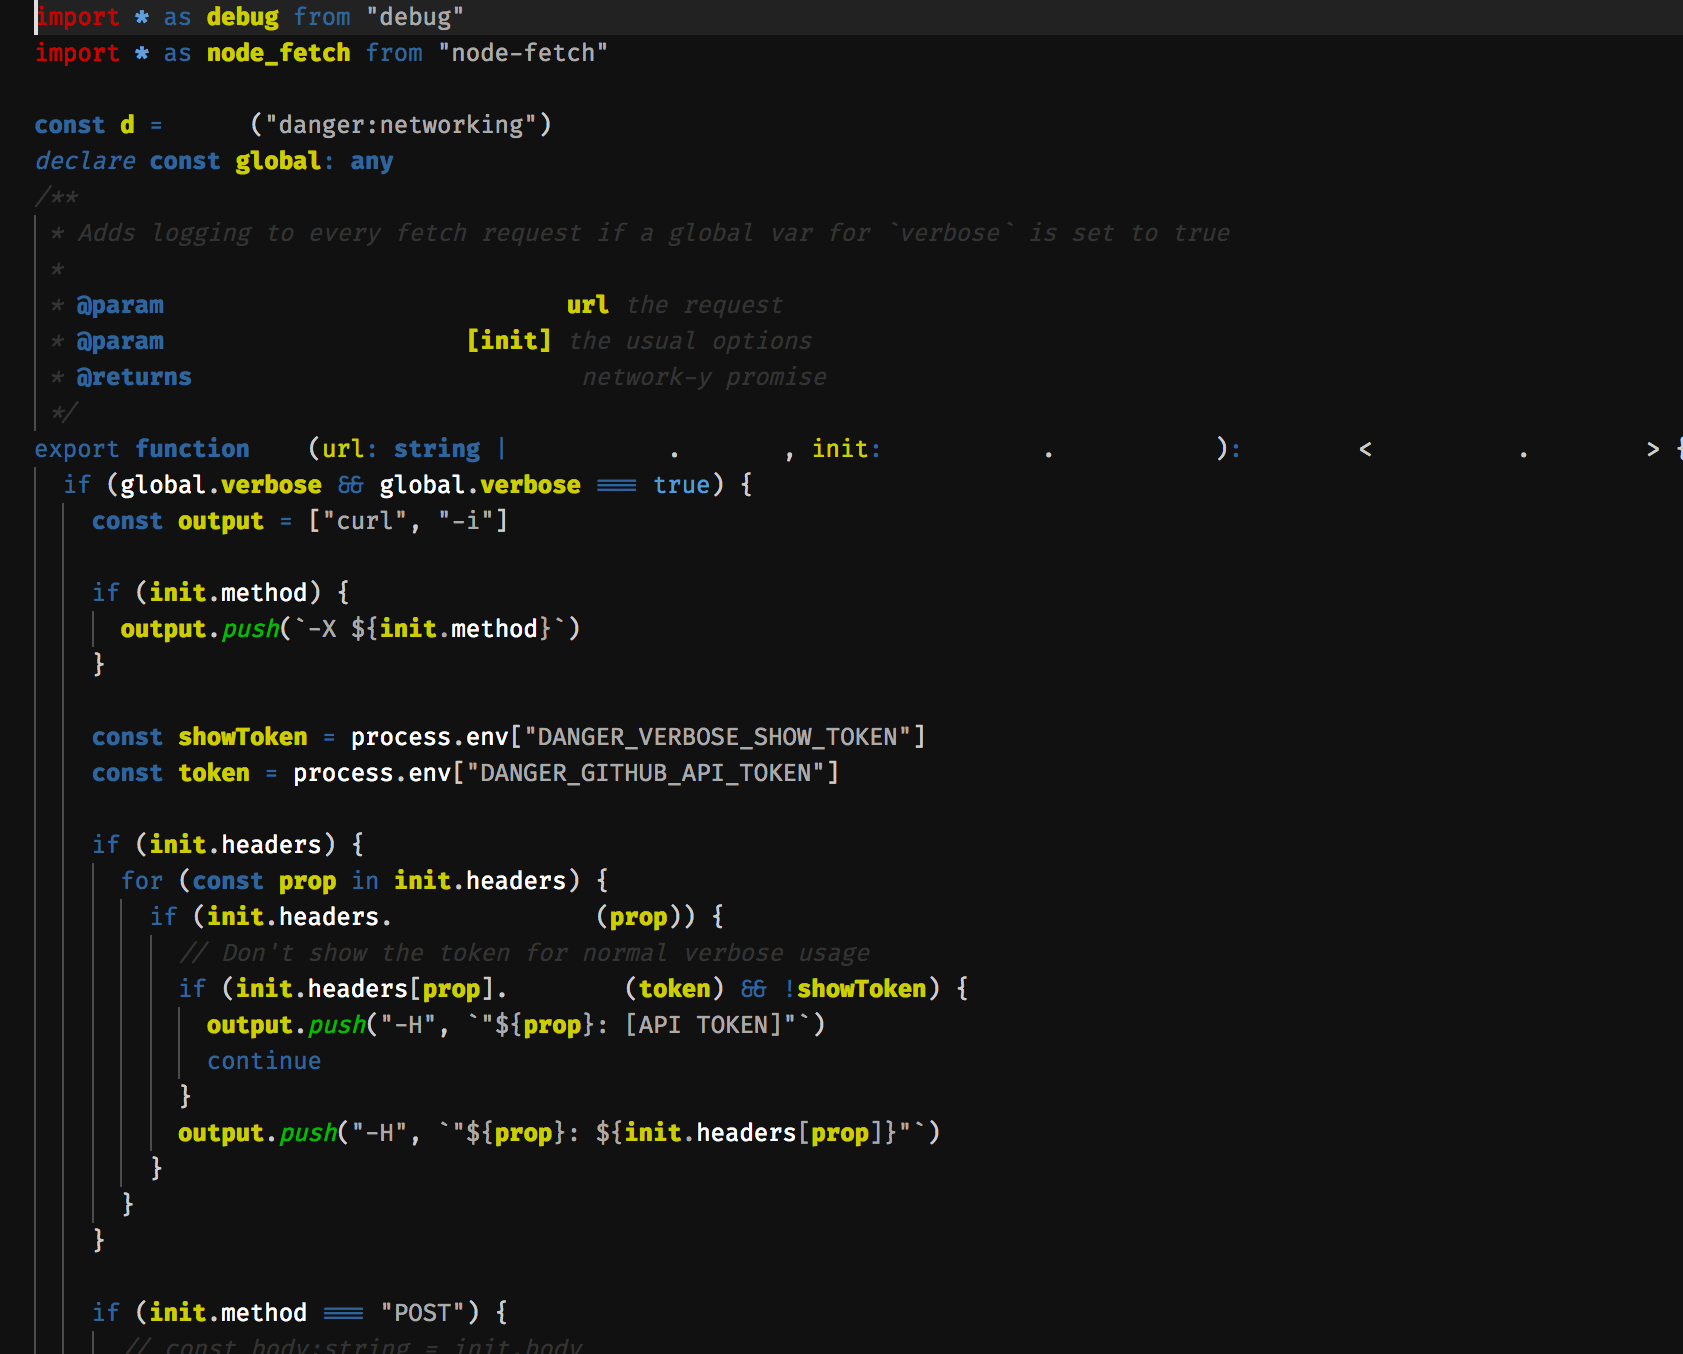 import * as debug from "debug"
import * as node_fetch from "node-fetch"
const d = ("danger:networking")
declare const global: any
/**
* Adds logging to every fetch request if a global var for `verbose` is set to true
*
* @param url the request
* @param [init] the usual options
* @returns network-y promise
*/
export function (url: string | . , init: . ): < . > {
if (global.verbose && global.verbose === true) {
const output = ["curl", "-i"]
if (init.method) {
output.push(`-X ${init.method}`)
}
const showToken = process.env["DANGER_VERBOSE_SHOW_TOKEN"]
const token = process.env["DANGER_GITHUB_API_TOKEN"]
if (init.headers) {
for (const prop in init.headers) {
if (init.headers. (prop)) {
// Don't show the token for normal verbose usage
if (init.headers[prop]. (token) && !showToken) {
output.push("-H", `"${prop}: [API TOKEN]"`)
continue
}
output.push("-H", `"${prop}: ${init.headers[prop]}"`)
}
}
}
if (init.method === "POST") {
// const body:string = init.body